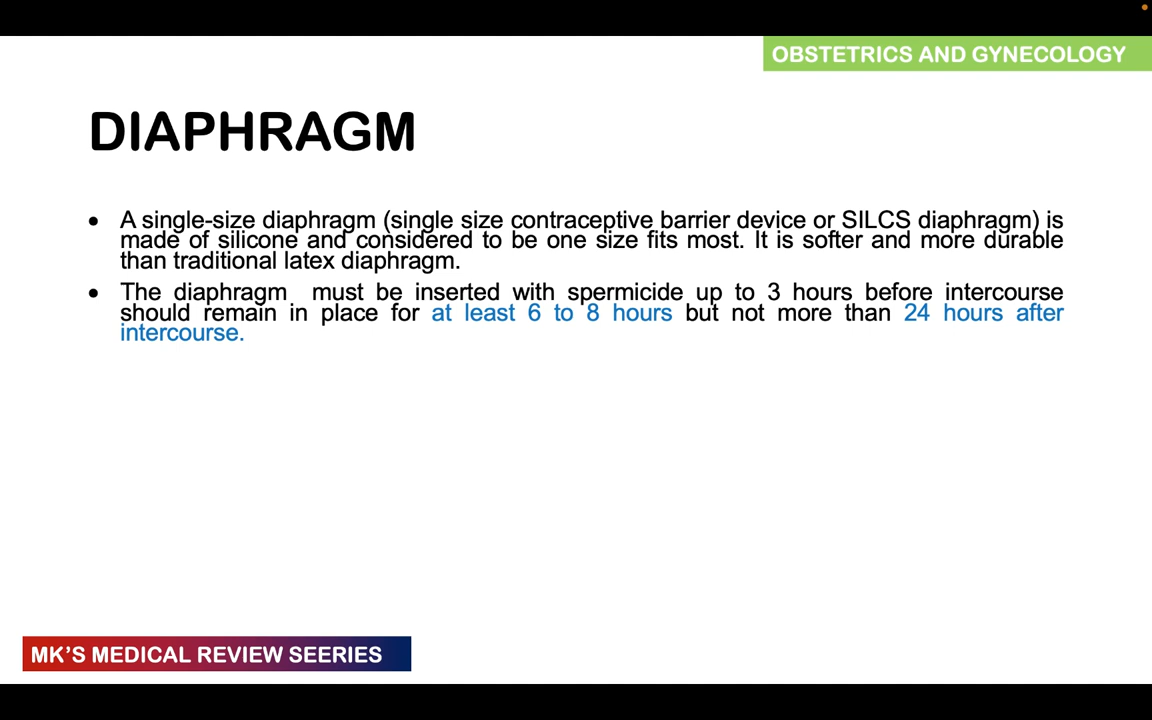 OBSTETRICS AND GYNECOLOGY
DIAPHRAGM
• A single-size diaphragm (single size contraceptive barrier device or SILCS diaphragm) is
made of silicone and considered to be one size fits most. It is softer and more durable
than traditional latex diaphragm.
• The diaphragm must be inserted with spermicide up to 3 hours before intercourse
should remain in place for at least 6 to 8 hours but not more than 24 hours after
intercourse.
MK'S MEDICAL REVIEW SEERIES